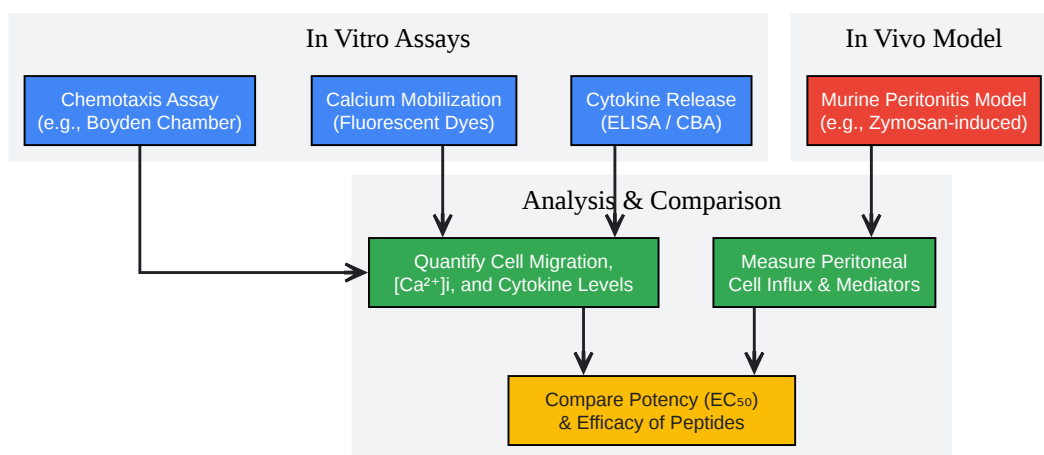 In Vitro Assays
In Vivo Model
Chemotaxis Assay
(e.g., Boyden Chamber)
Calcium Mobilization
(Fluorescent Dyes)
Cytokine Release
(ELISA / CBA)
Murine Peritonitis Model
(e.g., Zymosan-induced)
Analysis & Comparison
Quantify Cell Migration,
[Ca²⁺]i, and Cytokine Levels
Measure Peritoneal
Cell Influx & Mediators
Compare Potency (EC₅₀)
& Efficacy of Peptides